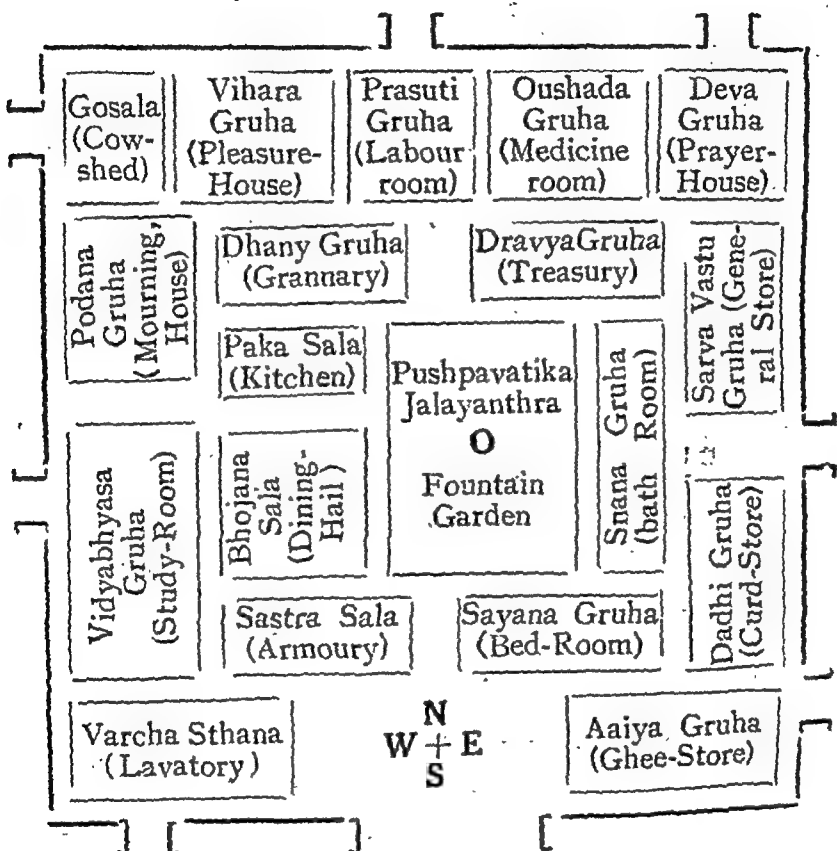 Gosala
(Cow-
shed)
Vihara
Gruha
(Pleasure-
House)
Prasuti
Gruha
(Labour
room)
Oushada
Gruha
(Medicine
room)
Deva
Gruha
(Prayer-
House)
Podana
Gruha
(Mourning,
House)
Dhany Gruha
(Grannary)
DravyaGruha
(Treasury)
Sarva Vastu
Gruha (Gene-
ral Store)
Paka Sala
(Kitchen)
Pushpavatika
Jalayanthra
O
Fountain
Garden
Snana Gruha
(bath Room)
Vidyabhyasa
Gruha
(Study-Room)
Bhojana
Sala
(Dining-
Hail)
Dadhi Gruha
(Curd-Store)
Sastra Sala
(Armoury)
Sayana Gruha
(Bed-Room)
Varcha Sthana
(Lavatory)
N
W + E
S
Aaiya Gruha
(Ghee-Store)